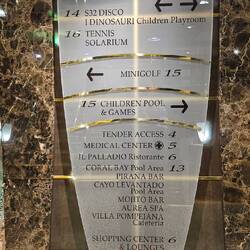 14 S32 DISCO
I DINOSAURI Children Playroom
16 TENNIS
SOLARIUM
MINIGOLF 15
15 CHILDREN POOL
& GAMES
TENDER ACCESS 4
MEDICAL CENTER 5
IL PALLADIO Ristorante 6
CORAL BAY Pool Area 13
PIRANA BAR
CAYO LEVANTADO
Pool Area
MOJITO BAR
AUREA SPA
VILLA POMPEIANA
Cafeteria
SHOPPING CENTER 6
& LOUNGES